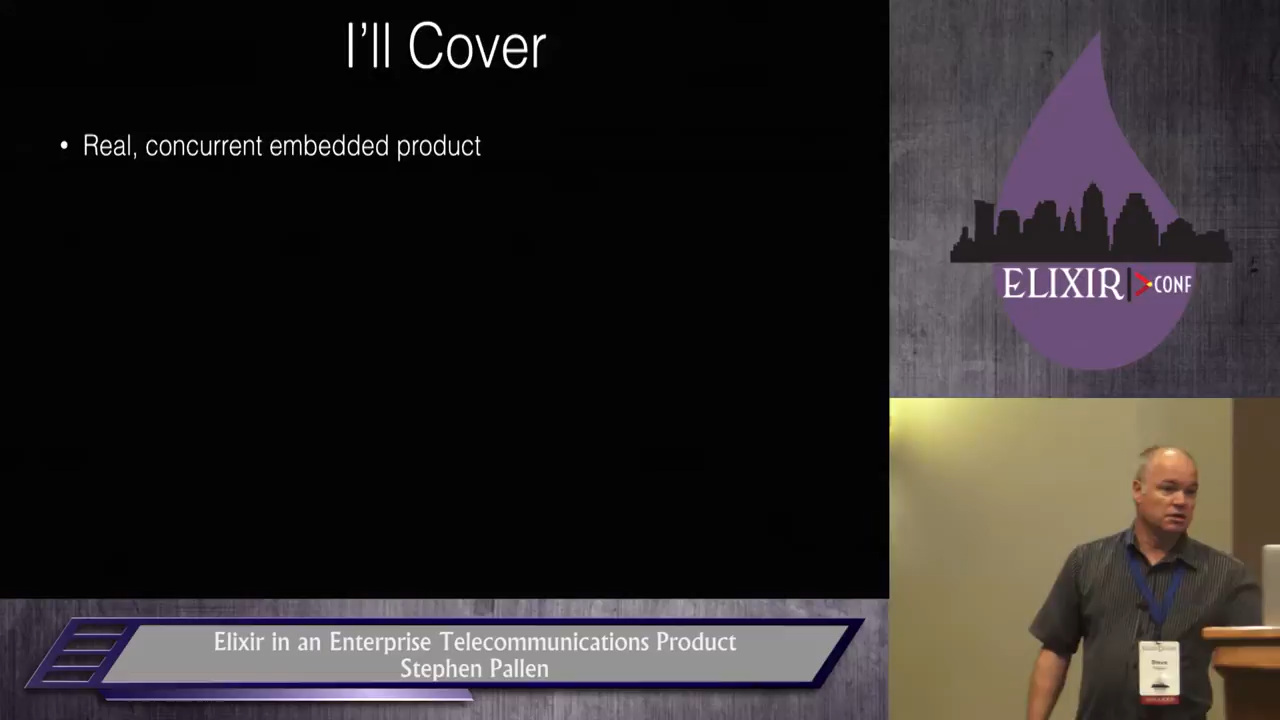 I'll Cover
• Real, concurrent embedded product
ELIXIR CONF
Elixir in an Enterprise Telecommunications Product
Stephen Pallen